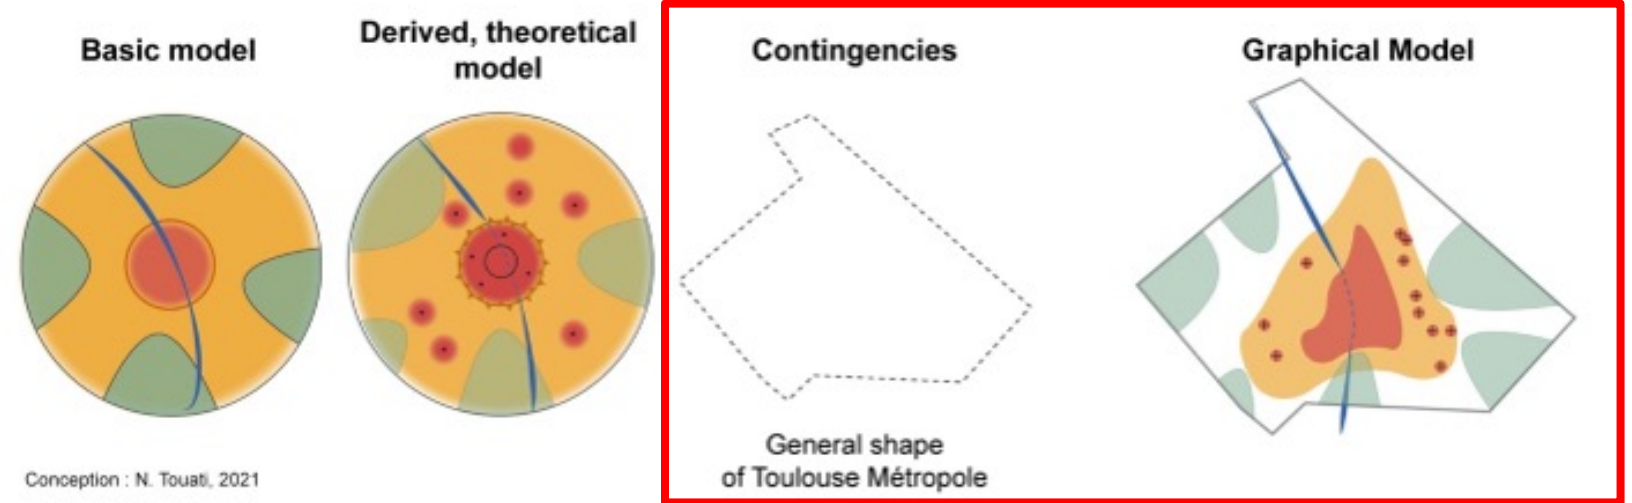 Basic model
Derived, theoretical
model
Contingencies
Graphical Model
General shape
of Toulouse Métropole
Conception : N. Touati, 2021